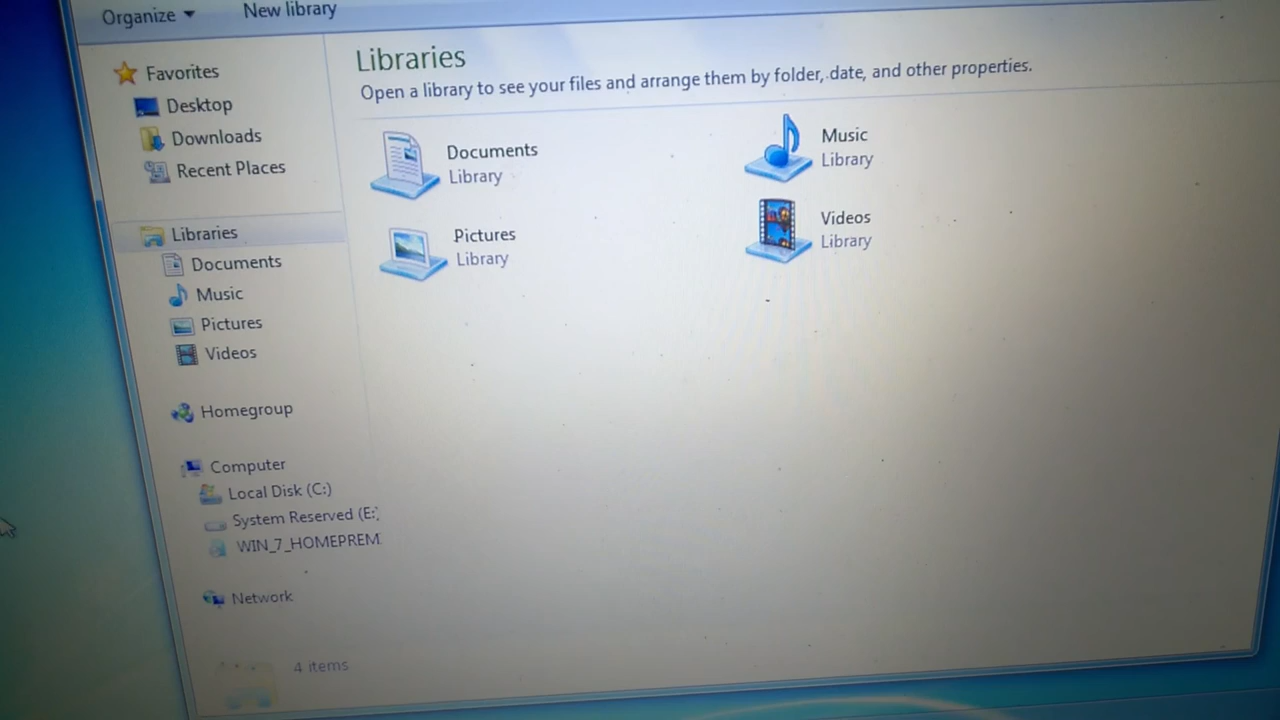 Organize
New library
Favorites
Desktop
Downloads
Recent Places
Libraries
Documents
Music
Pictures
Videos
Homegroup
Computer
Local Disk (C:)
System Reserved (E:
WIN_7_HOMEPREM
Network
Libraries
Open a library to see your files and arrange them by folder, date, and other properties.
Documents
Library
Music
Library
Pictures
Library
Videos
Library
4 items